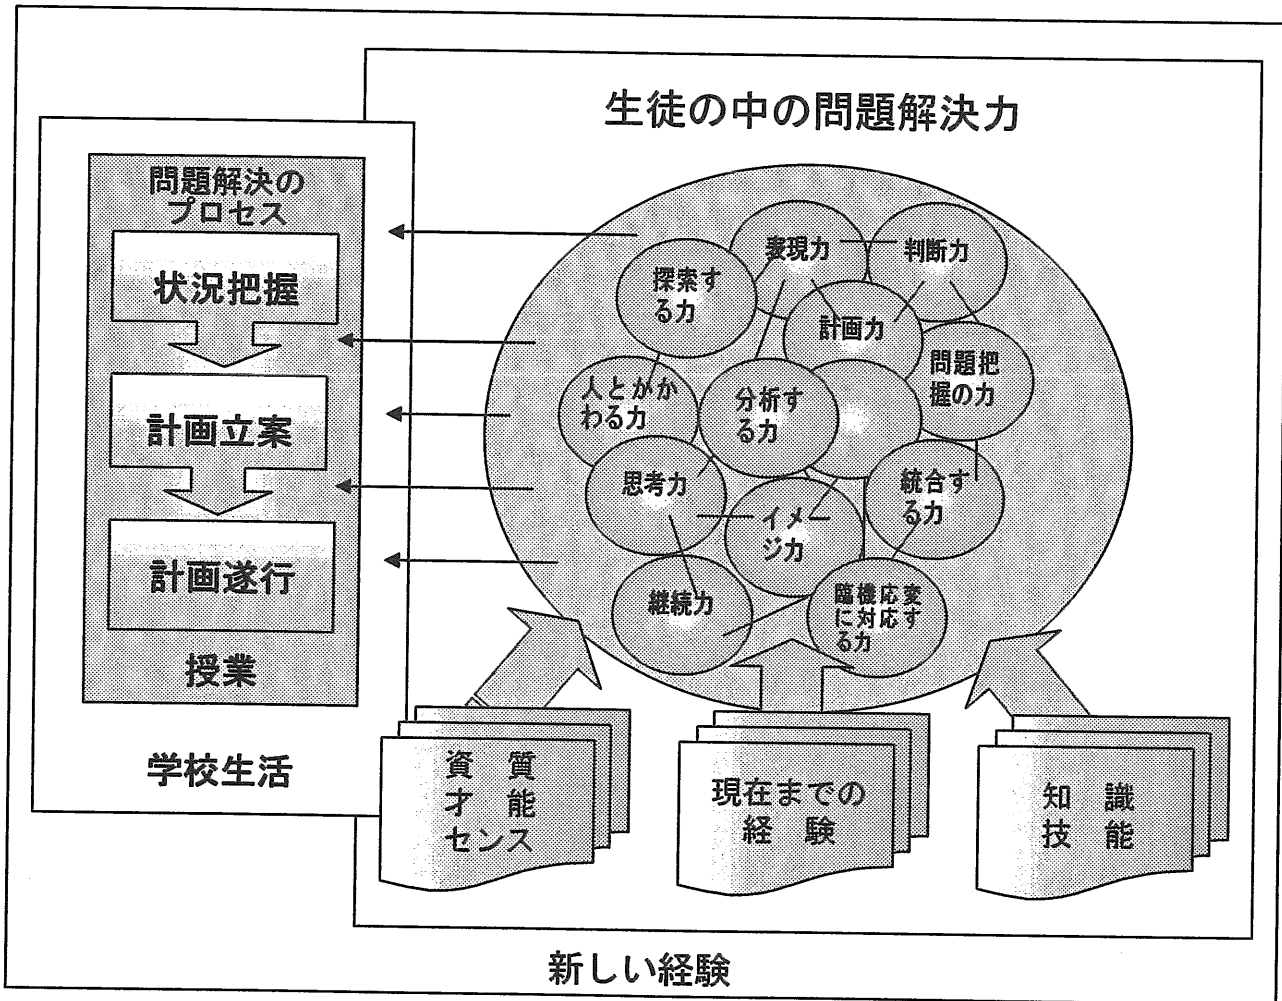 生徒の中の問題解決力
問題解決の
プロセス
状況把握
計画立案
計画遂行
授業
学校生活
表現力
判断力
探索す
る力
計画力
問題把
握の力
人とかか
わる力
分析す
る力
思考力
イメー
ジ力
統合す
る力
継続力
臨機応変
に対応す
る力
資 質
才 能
センス
現在までの
経 験
知 識
技 能
新しい経験